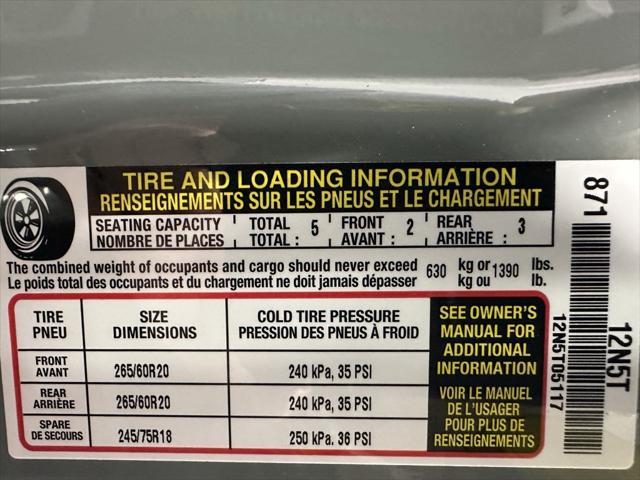 TIRE AND LOADING INFORMATION
RENSEIGNEMENTS SUR LES PNEUS ET LE CHARGEMENT
SEATING CAPACITY TOTAL 5 FRONT 2 REAR 3
NOMBRE DE PLACES TOTAL : AVANT : ARRIÈRE :
The combined weight of occupants and cargo should never exceed 630 kg or 1390 lbs.
Le poids total des occupants et du chargement ne doit jamais dépasser kg ou lb.
TIRE SIZE COLD TIRE PRESSURE
PNEU DIMENSIONS PRESSION DES PNEUS À FROID
FRONT
AVANT 265/60R20 240 kPa, 35 PSI
REAR
ARRIÈRE 265/60R20 240 kPa, 35 PSI
SPARE
DE SECOURS 245/75R18 250 kPa. 36 PSI
SEE OWNER'S
MANUAL FOR
ADDITIONAL
INFORMATION
VOIR LE MANUEL
DE L'USAGER
POUR PLUS DE
RENSEIGNEMENTS
871 12N5T
12N5T05117